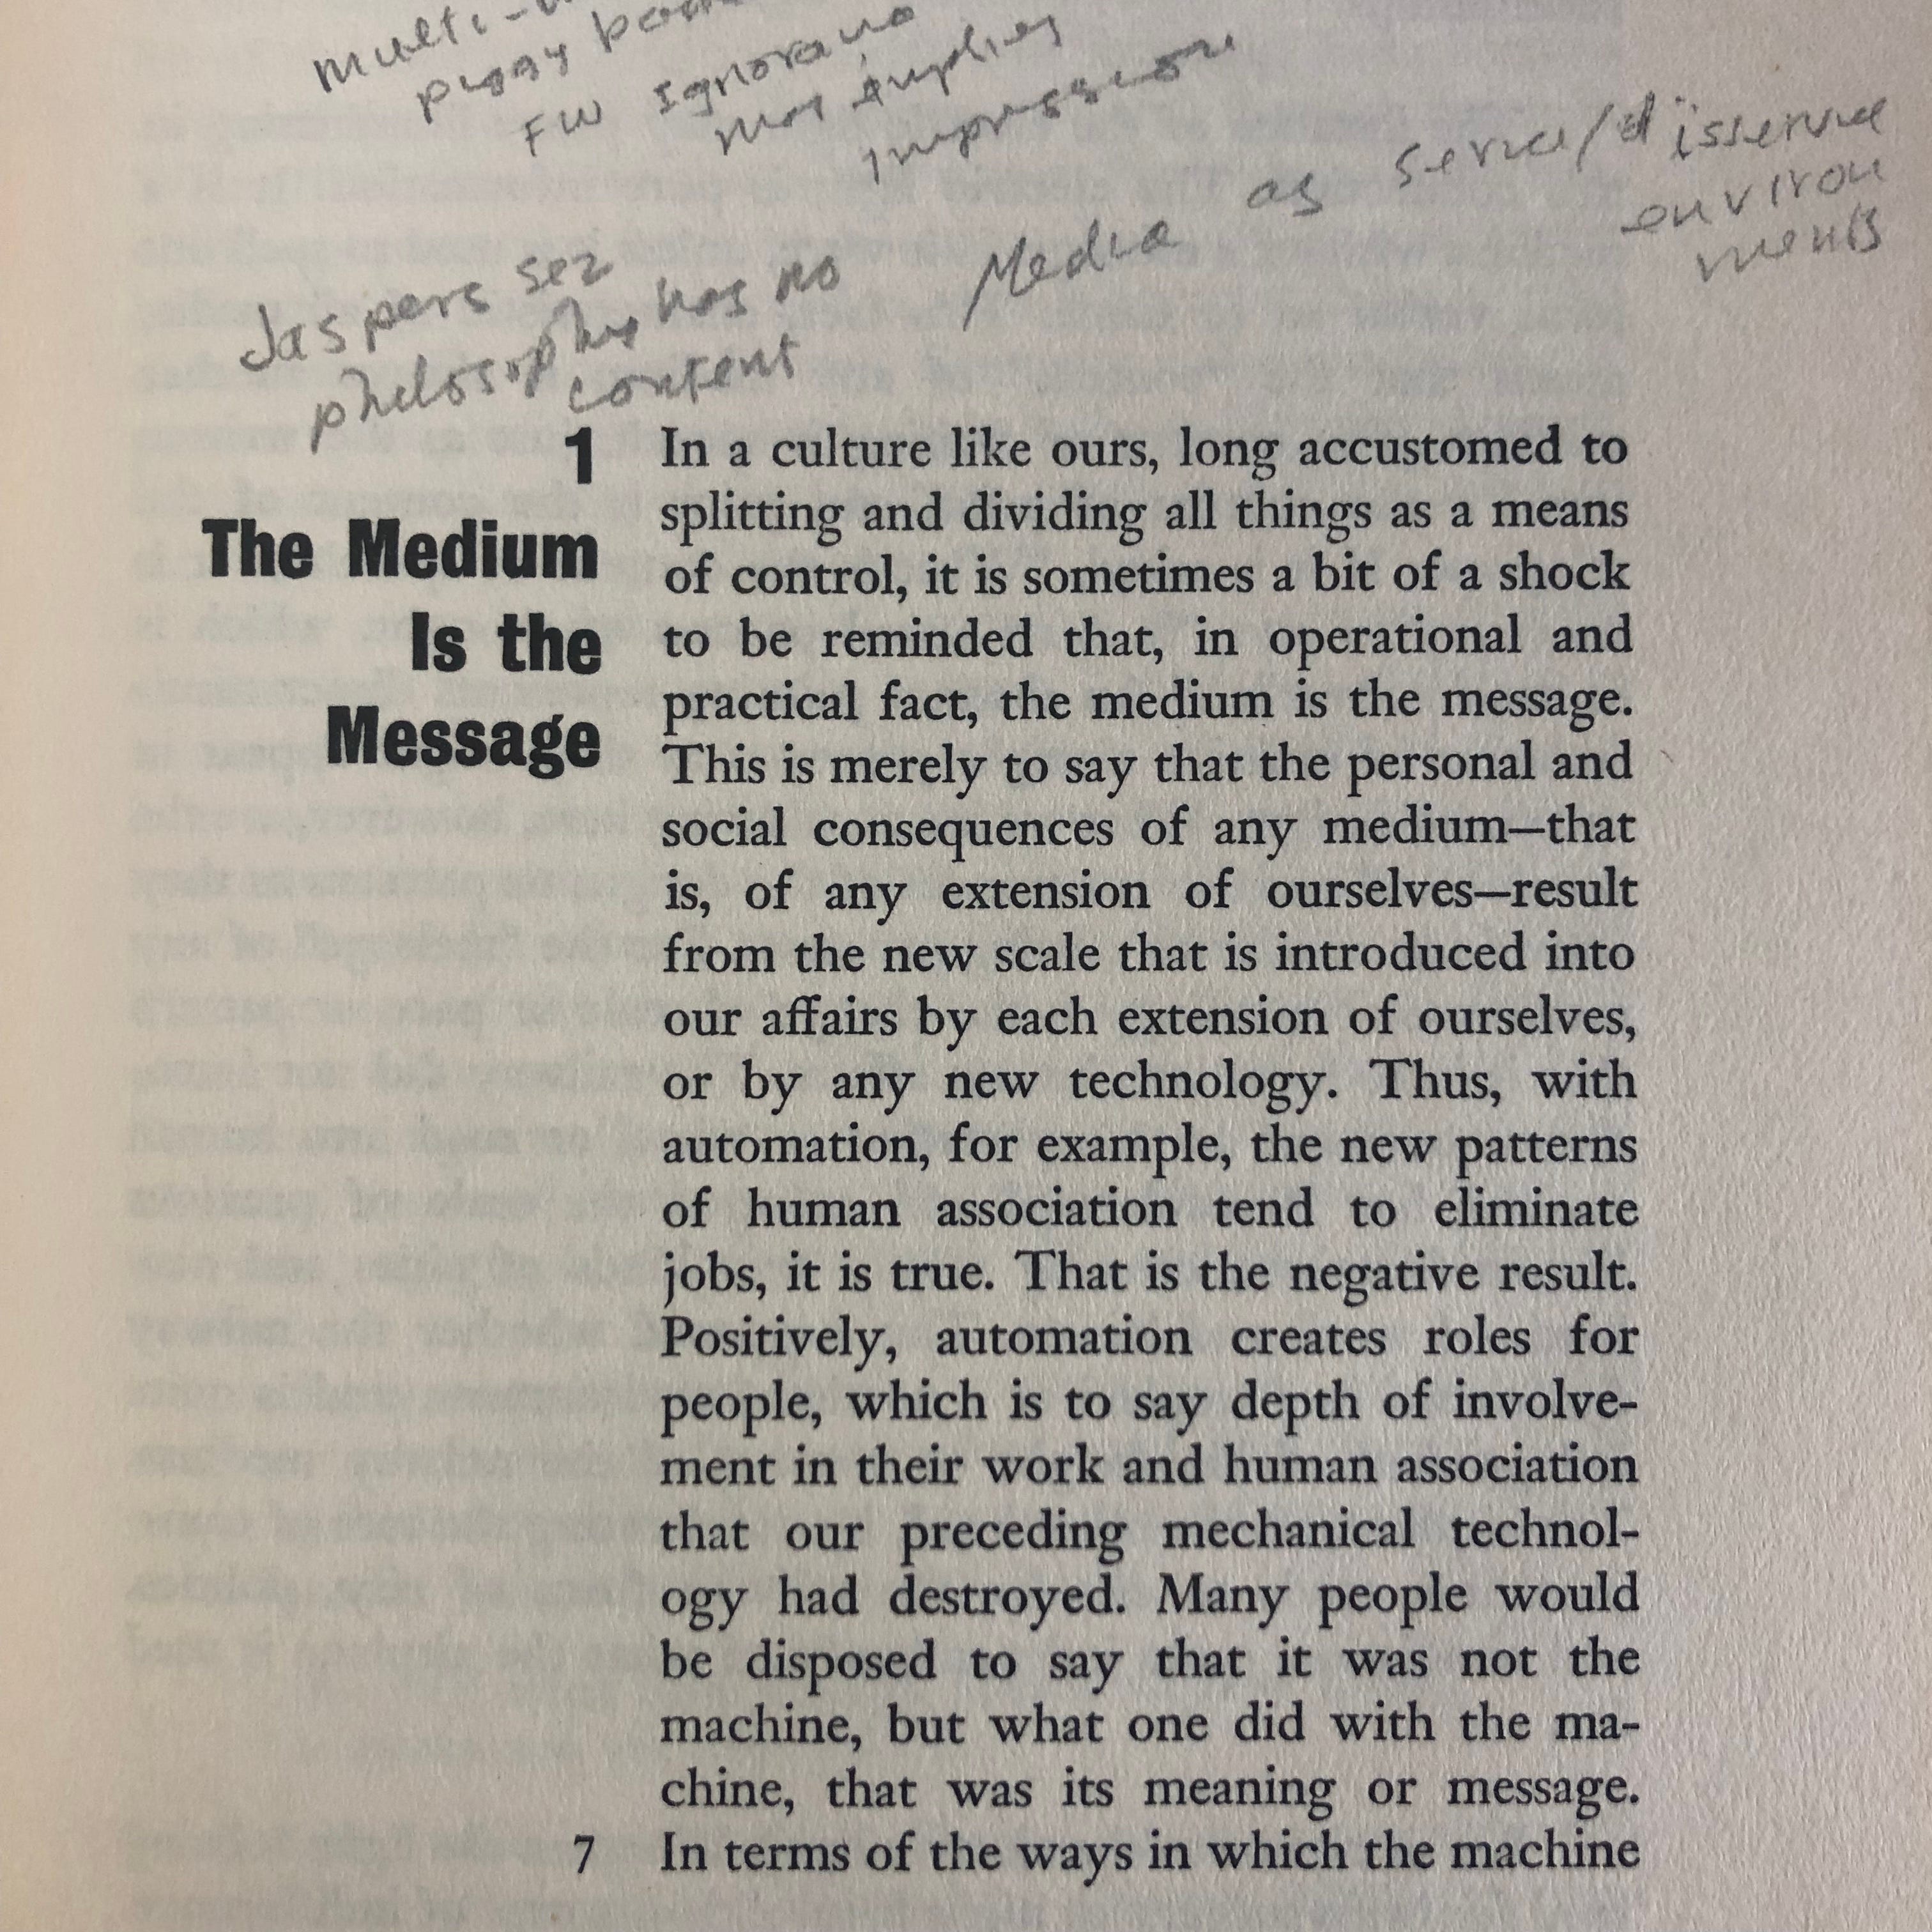 piggy back
FW Ignorano
implies
impression
Media as service/disservice
environ
ments
Jaspers sez
philosophy has no
content
1
The Medium
Is the
Message
In a culture like ours, long accustomed to
splitting and dividing all things as a means
of control, it is sometimes a bit of a shock
to be reminded that, in operational and
practical fact, the medium is the message.
This is merely to say that the personal and
social consequences of any medium—that
is, of any extension of ourselves—result
from the new scale that is introduced into
our affairs by each extension of ourselves,
or by any new technology. Thus, with
automation, for example, the new patterns
of human association tend to eliminate
jobs, it is true. That is the negative result.
Positively, automation creates roles for
people, which is to say depth of involve-
ment in their work and human association
that our preceding mechanical technol-
ogy had destroyed. Many people would
be disposed to say that it was not the
machine, but what one did with the ma-
chine, that was its meaning or message.
7 In terms of the ways in which the machine